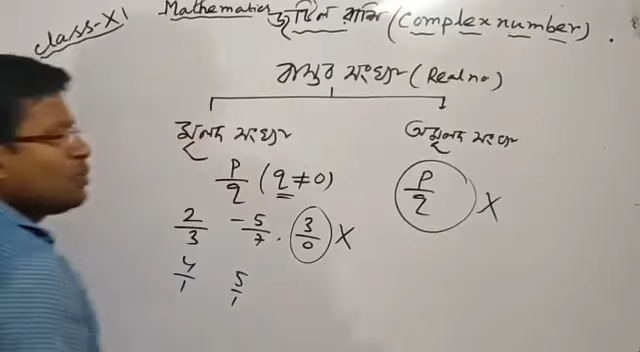 class-XI Mathematics জটিল রাশি (Complex number).
বাস্তব সংখ্যা (Real no)
মূলদ সংখ্যা অমূলদ সংখ্যা
p/q (q≠0) p/q X
2/3 -5/7. 3/0 X
4/1 5/1